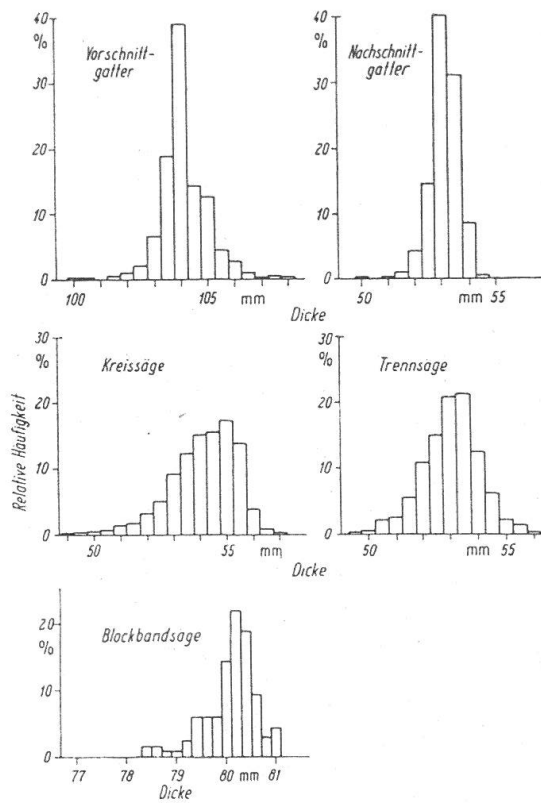 40
%
30
20
10
0
Vorschnitt-
gatter
100
105
mm
40
%
30
20
10
0
Nachschnitt-
gatter
50
mm 55
Dicke
Relative Häufigkeit
30
%
20
10
0
Kreissäge
50
55
mm
30
%
20
10
0
Trennsäge
50
mm 55
Dicke
20
%
10
0
Blockbandsäge
77
78
79
80
mm
81
Dicke